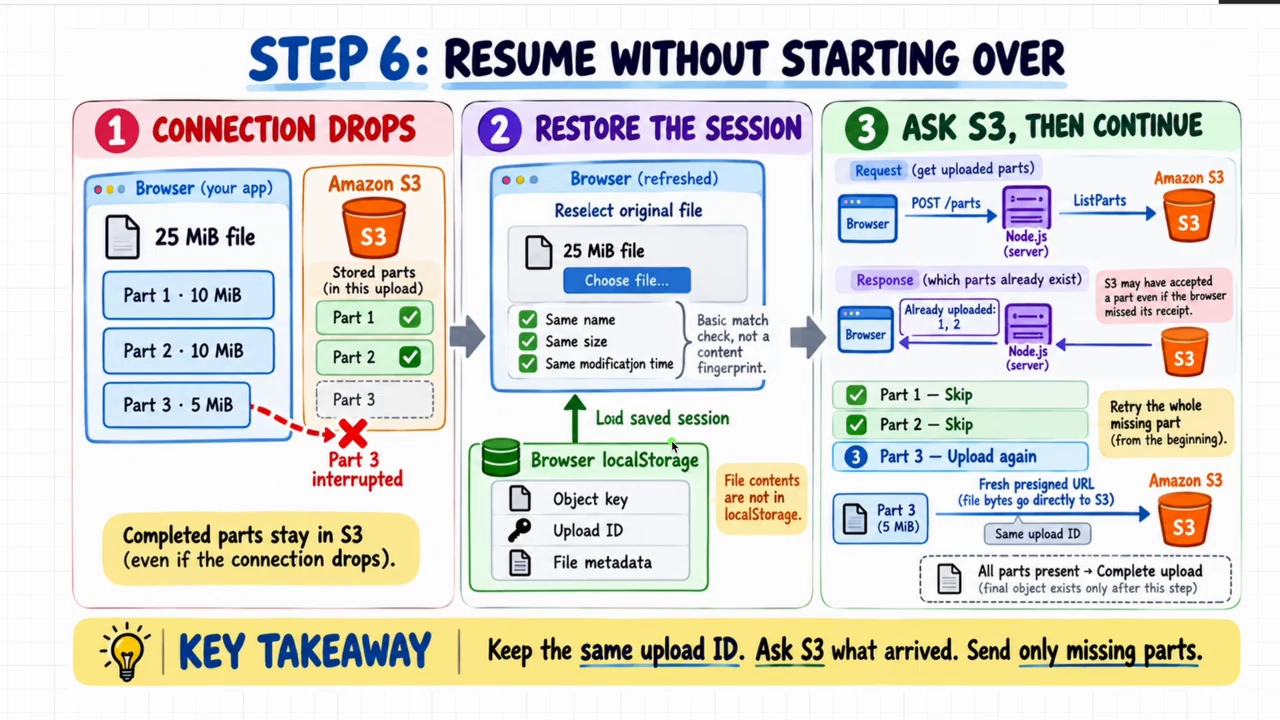 STEP 6: RESUME WITHOUT STARTING OVER
1 CONNECTION DROPS
Browser (your app)
25 MiB file
Part 1 · 10 MiB
Part 2 · 10 MiB
Part 3 · 5 MiB
Amazon S3
S3
Stored parts
(in this upload)
Part 1
Part 2
Part 3
Part 3
interrupted
Completed parts stay in S3
(even if the connection drops).
2 RESTORE THE SESSION
Browser (refreshed)
Reselect original file
25 MiB file
Choose file...
Same name
Same size
Same modification time
Basic match
check, not a
content
fingerprint.
Load saved session
Browser localStorage
Object key
Upload ID
File metadata
File contents
are not in
localStorage.
3 ASK S3, THEN CONTINUE
Request (get uploaded parts)
Browser
POST /parts
Node.js
(server)
ListParts
Amazon S3
S3
Response (which parts already exist)
Browser
Already uploaded:
1, 2
Node.js
(server)
S3 may have accepted
a part even if the browser
missed its receipt.
S3
Part 1 — Skip
Part 2 — Skip
3 Part 3 — Upload again
Retry the whole
missing part
(from the beginning).
Part 3
(5 MiB)
Fresh presigned URL
(file bytes go directly to S3)
Same upload ID
Amazon S3
S3
All parts present → Complete upload
(final object exists only after this step)
KEY TAKEAWAY
Keep the same upload ID. Ask S3 what arrived. Send only missing parts.